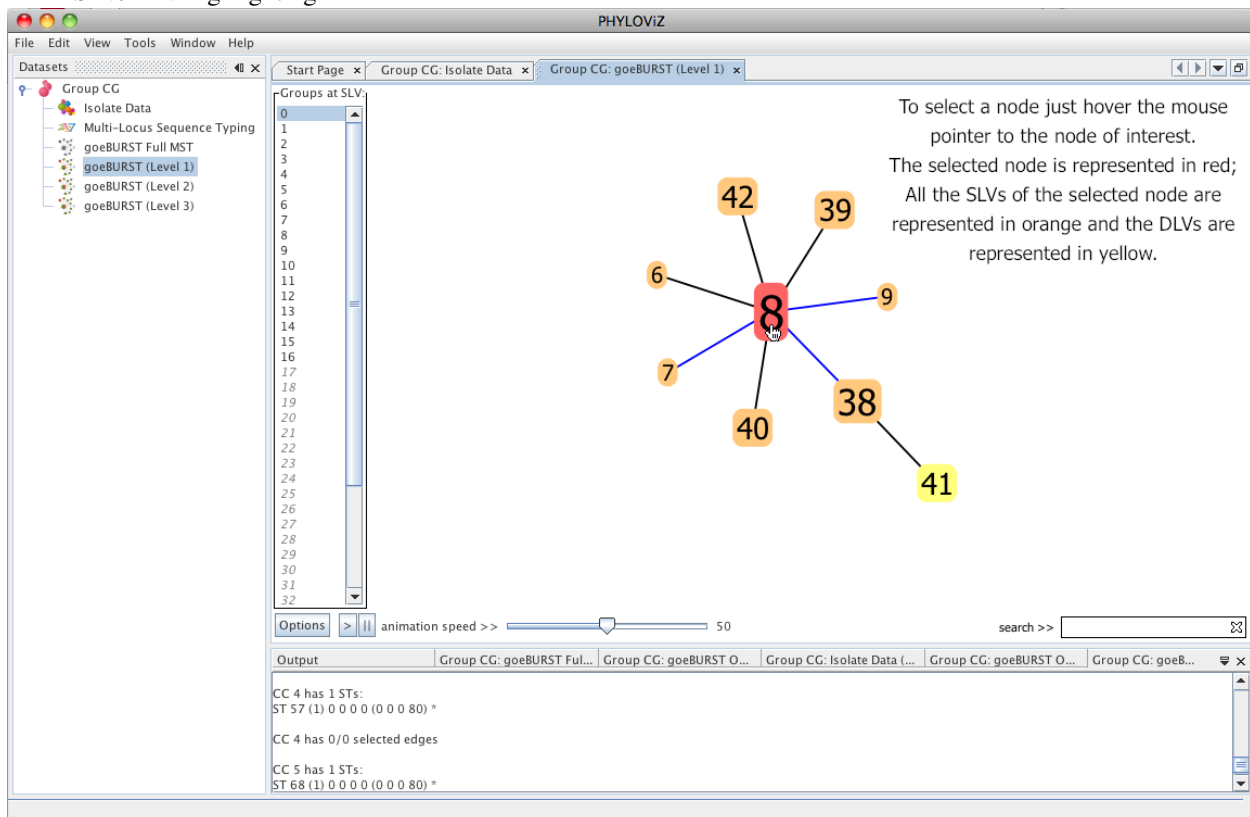 PHYLOViZ
File Edit View Tools Window Help
Datasets
Group CG
Isolate Data
Multi-Locus Sequence Typing
goeBURST Full MST
goeBURST (Level 1)
goeBURST (Level 2)
goeBURST (Level 3)
Start Page Group CG: Isolate Data Group CG: goeBURST (Level 1)
Groups at SLV:
0
1
2
3
4
5
6
7
8
9
10
11
12
13
14
15
16
17
18
19
20
21
22
23
24
25
26
27
28
29
30
31
32
To select a node just hover the mouse
pointer to the node of interest.
The selected node is represented in red;
All the SLVs of the selected node are
represented in orange and the DLVs are
represented in yellow.
42
39
6
9
8
7
38
40
41
Options > || animation speed >> 50 search >>
Output Group CG: goeBURST Ful... Group CG: goeBURST O... Group CG: Isolate Data (... Group CG: goeBURST O... Group CG: goeB...
CC 4 has 1 STs:
ST 57 (1) 0 0 0 0 (0 0 0 80) *
CC 4 has 0/0 selected edges
CC 5 has 1 STs:
ST 68 (1) 0 0 0 0 (0 0 0 80) *